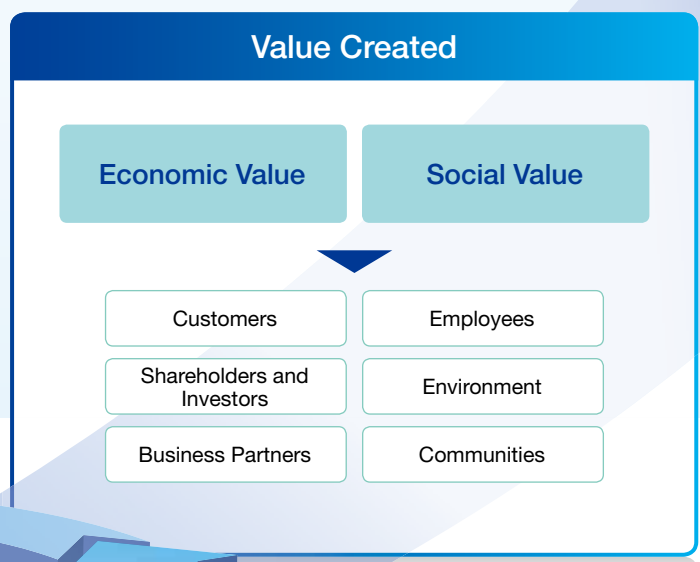 Value Created
Economic Value
Social Value
Customers
Employees
Shareholders and
Investors
Environment
Business Partners
Communities